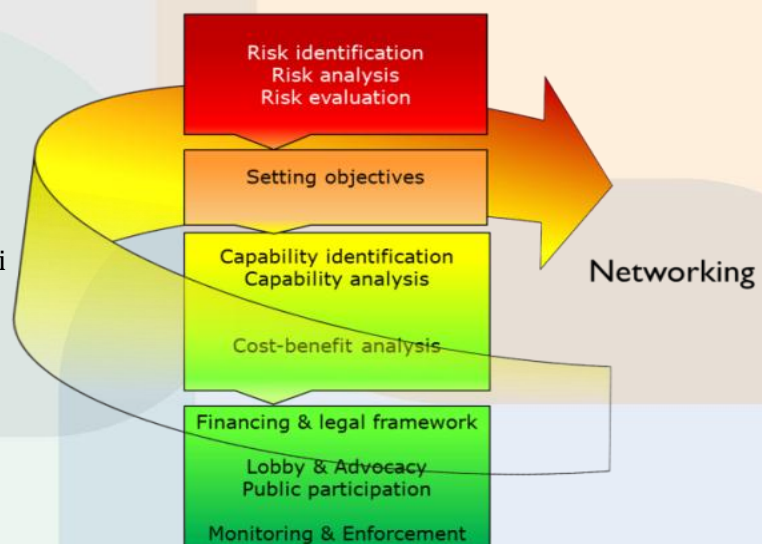 Risk identification
Risk analysis
Risk evaluation
Setting objectives
i
Capability identification
Capability analysis
Networking
Cost-benefit analysis
Financing & legal framework
Lobby & Advocacy
Public participation
Monitoring & Enforcement